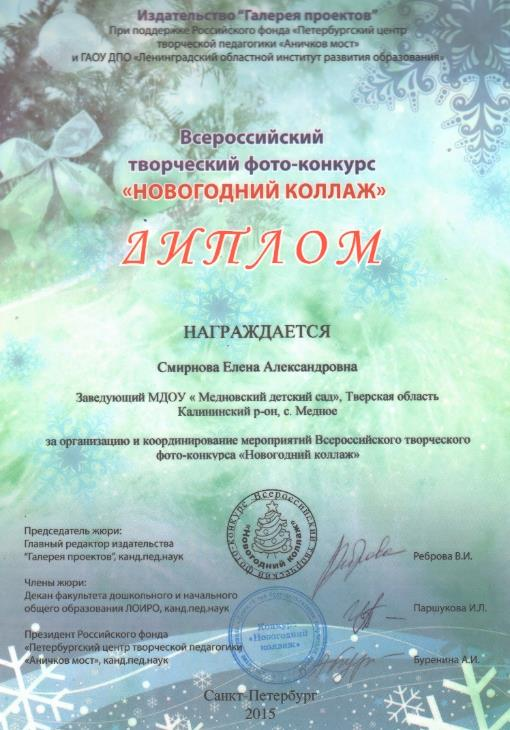 Издательство "Галерея проектов"
При поддержке Российского фонда «Петербургский центр
творческой педагогики «Аничков мост»
и ГАОУ ДПО «Ленинградский областной институт развития образования»
Всероссийский
творческий фото-конкурс
«НОВОГОДНИЙ КОЛЛАЖ»
ДИПЛОМ
НАГРАЖДАЕТСЯ
Смирнова Елена Александровна
Заведующий МДОУ « Медновский детский сад», Тверская область
Калининский р-он, с. Медное
за организацию и координирование мероприятий Всероссийского творческого
фото-конкурса «Новогодний коллаж»
Всероссийский творческий фото-конкурс
«Новогодний коллаж»
Председатель жюри:
Главный редактор издательства
"Галерея проектов", канд.пед.наук
Реброва В.И.
Члены жюри:
Декан факультета дошкольного и начального
общего образования ЛОИРО, канд.пед.наук
Паршукова И.Л.
Президент Российского фонда
«Петербургский центр творческой педагогики
«Аничков мост», канд.пед.наук
Буренина А.И.
Конкурс
«Новогодний
коллаж»
Санкт-Петербург
2015